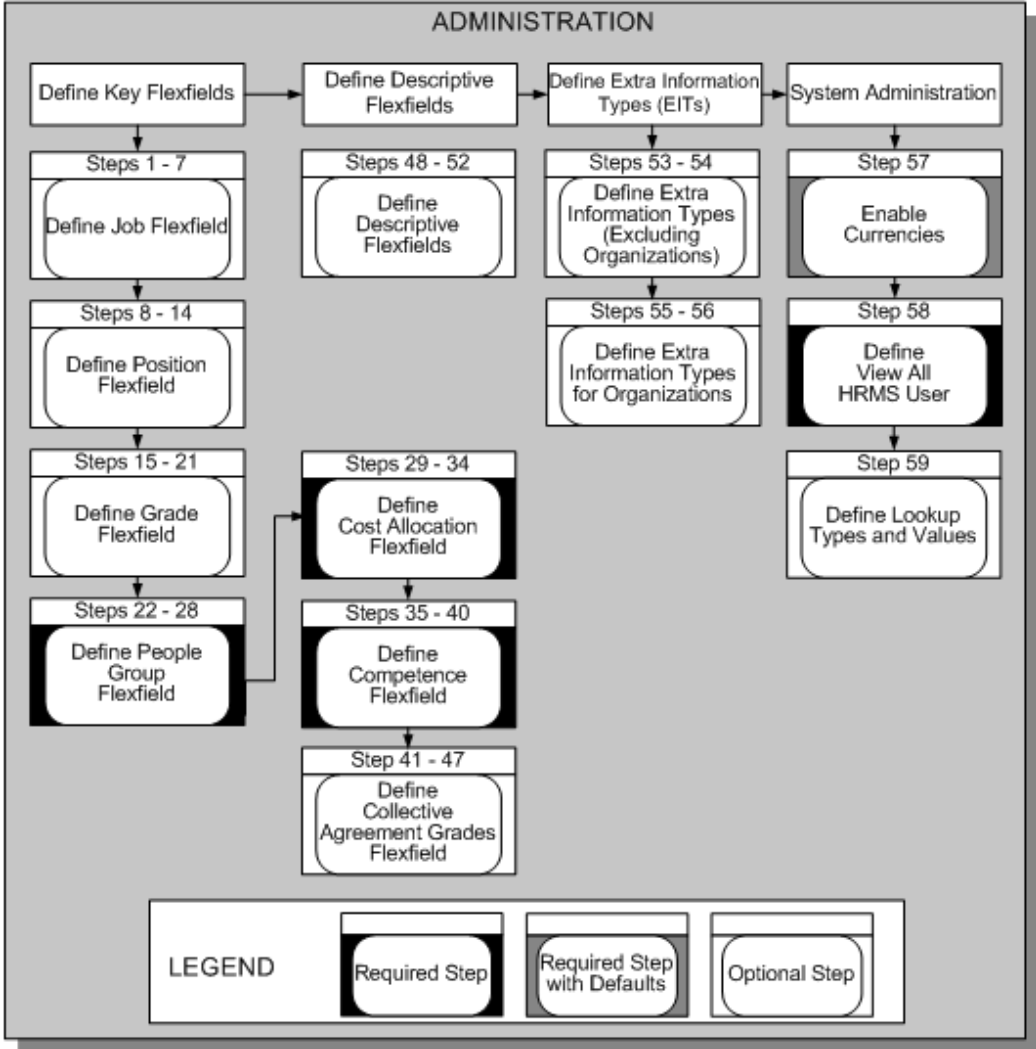 ADMINISTRATION
Define Key Flexfields
Define Descriptive
Flexfields
Define Extra Information
Types (EITs)
System Administration
Steps 1 - 7
Define Job Flexfield
Steps 8 - 14
Define Position
Flexfield
Steps 15 - 21
Define Grade
Flexfield
Steps 22 - 28
Define People
Group
Flexfield
Steps 48 - 52
Define
Descriptive
Flexfields
Steps 29 - 34
Define
Cost Allocation
Flexfield
Steps 35 - 40
Define
Competence
Flexfield
Step 41 - 47
Define
Collective
Agreement Grades
Flexfield
Steps 53 - 54
Define Extra
Information Types
(Excluding
Organizations)
Steps 55 - 56
Define Extra
Information Types
for Organizations
Step 57
Enable
Currencies
Step 58
Define
View All
HRMS User
Step 59
Define Lookup
Types and Values
LEGEND
Required Step
Required Step
with Defaults
Optional Step